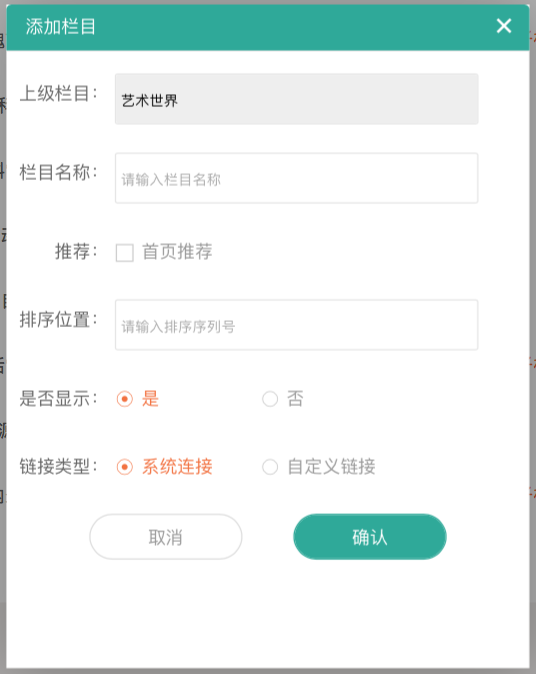 添加栏目
上级栏目： 艺术世界
栏目名称： 请输入栏目名称
推荐： 首页推荐
排序位置： 请输入排序序列号
是否显示： 是 否
链接类型： 系统连接 自定义链接
取消 确认